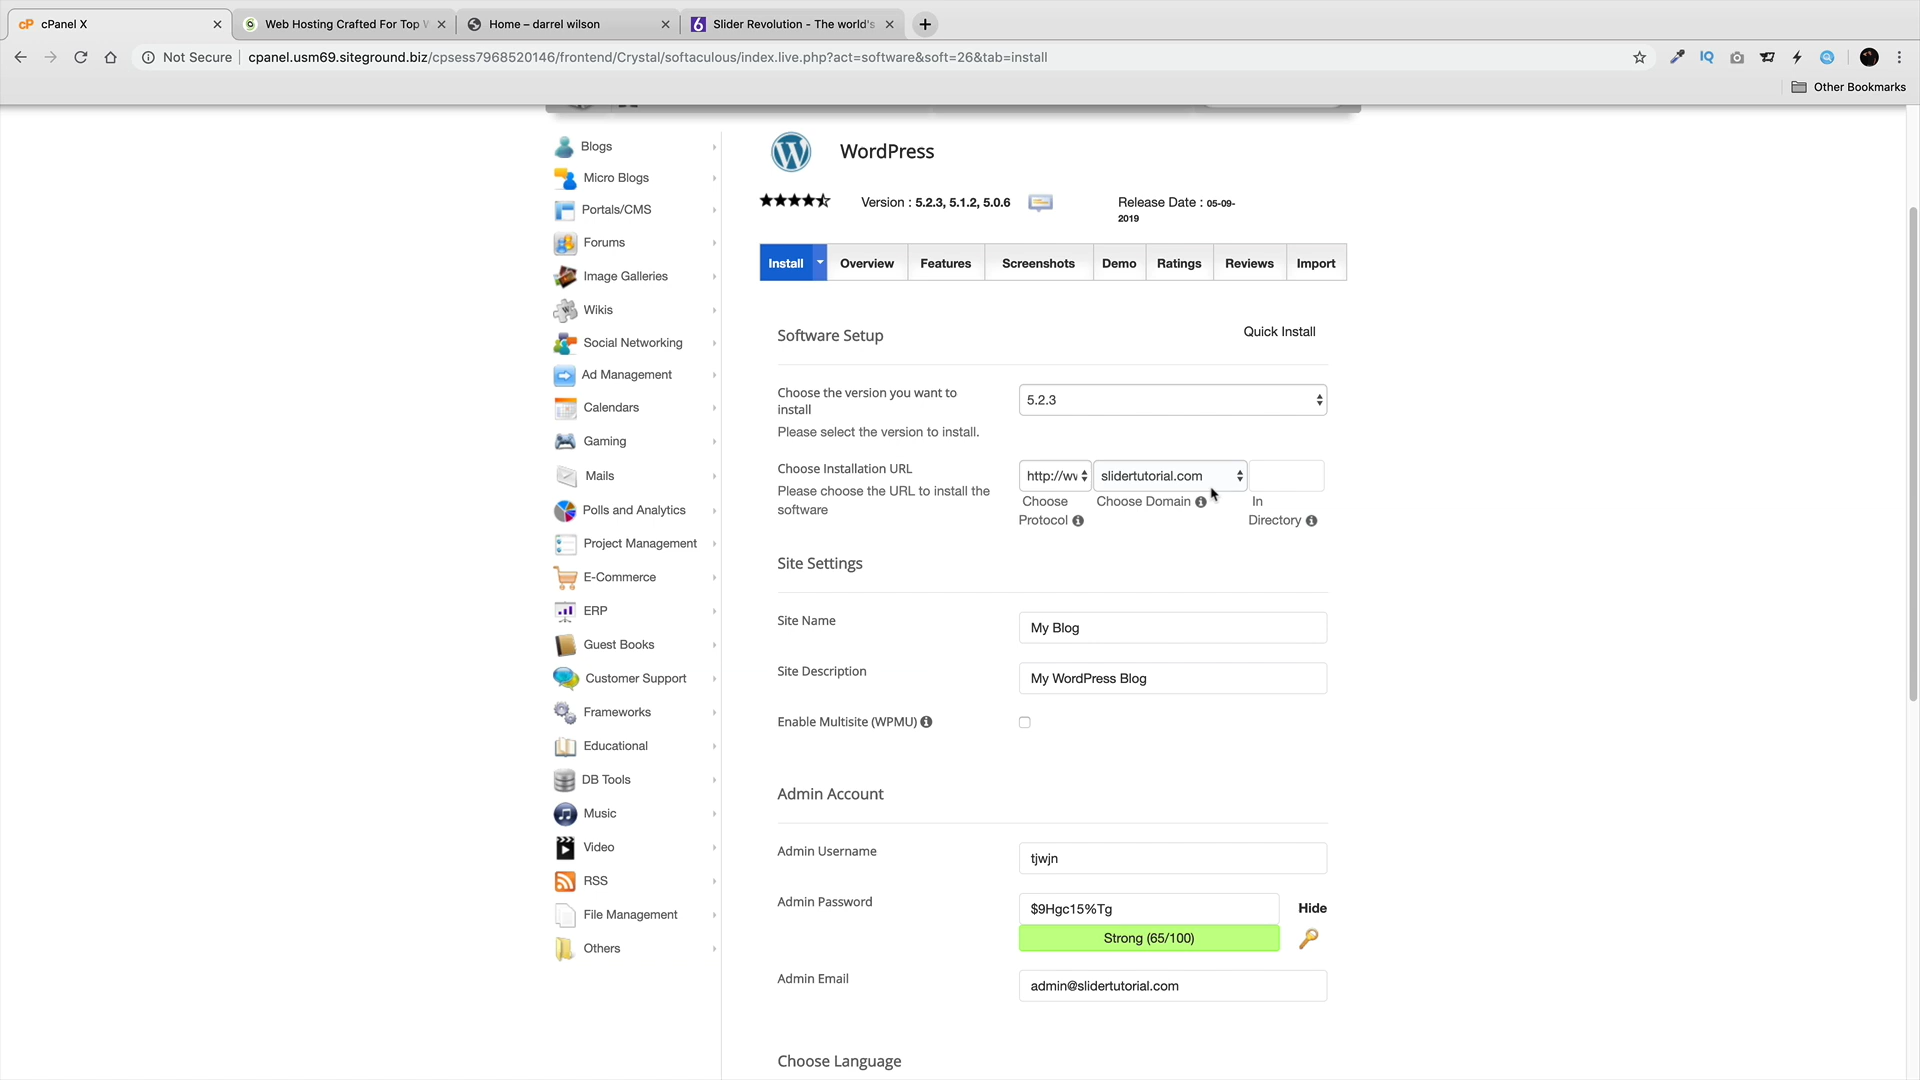 cPanel X
Web Hosting Crafted For Top W
Home – darrel wilson
Slider Revolution - The world's
Not Secure
cpanel.usm69.siteground.biz/cpsess7968520146/frontend/Crystal/softaculous/index.live.php?act=software&soft=26&tab=install
IQ
Other Bookmarks
Blogs
Micro Blogs
Portals/CMS
Forums
Image Galleries
Wikis
Social Networking
Ad Management
Calendars
Gaming
Mails
Polls and Analytics
Project Management
E-Commerce
ERP
Guest Books
Customer Support
Frameworks
Educational
DB Tools
Music
Video
RSS
File Management
Others
WordPress
Version : 5.2.3, 5.1.2, 5.0.6
Release Date : 05-09-
2019
Install
Overview
Features
Screenshots
Demo
Ratings
Reviews
Import
Software Setup
Quick Install
Choose the version you want to
install
Please select the version to install.
5.2.3
Choose Installation URL
Please choose the URL to install the
software
http://w
slidertutorial.com
Choose
Protocol
Choose Domain
In
Directory
Site Settings
Site Name
My Blog
Site Description
My WordPress Blog
Enable Multisite (WPMU)
Admin Account
Admin Username
tjwjn
Admin Password
$9Hgc15%Tg
Hide
Strong (65/100)
Admin Email
admin@slidertutorial.com
Choose Language